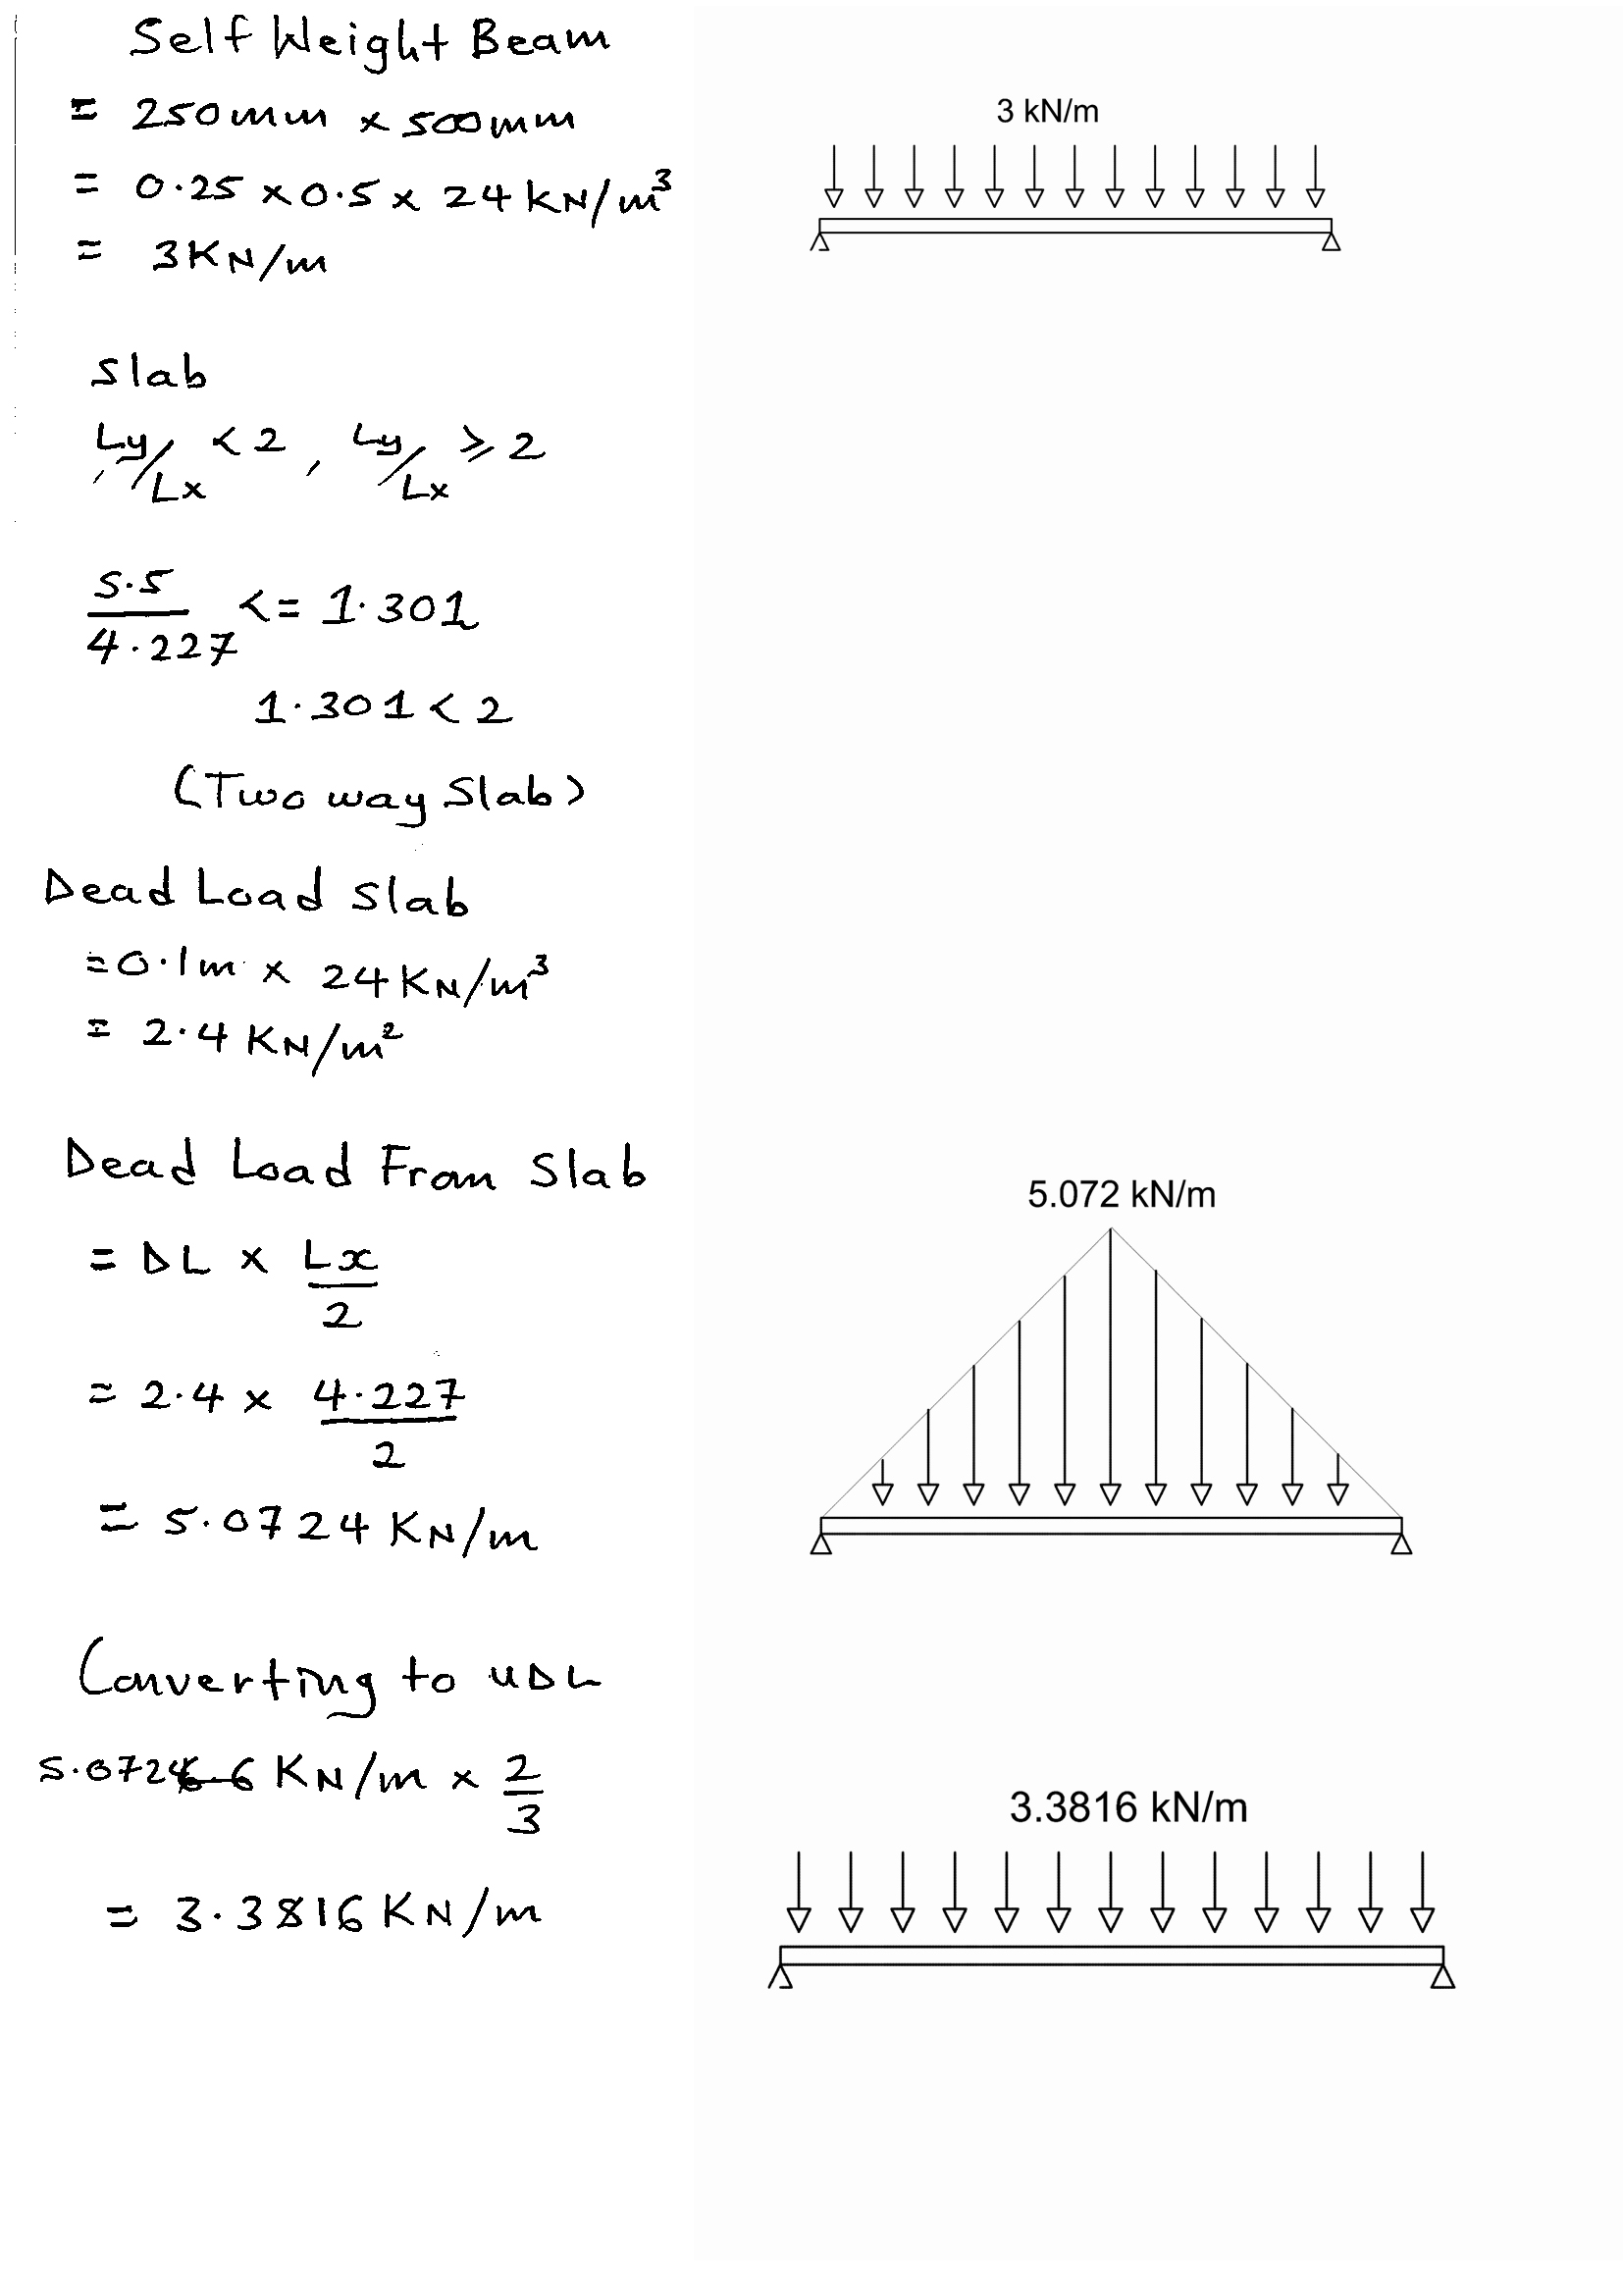 Self Weight Beam
= 250mm x 500mm
= 0.25 x 0.5 x 24 KN/m³
= 3KN/m
3 kN/m
Slab
Ly/Lx < 2 , Ly/Lx ≥ 2
5.5/4.227 <= 1.301
1.301 < 2
(Two way Slab)
Dead Load Slab
= 0.1m x 24 KN/m³
= 2.4 KN/m²
Dead Load From Slab
= DL x Lx/2
= 2.4 x 4.227/2
= 5.0724 KN/m
5.072 kN/m
Converting to UDL
5.0724 KN/m x 2/3
= 3.3816 KN/m
3.3816 kN/m